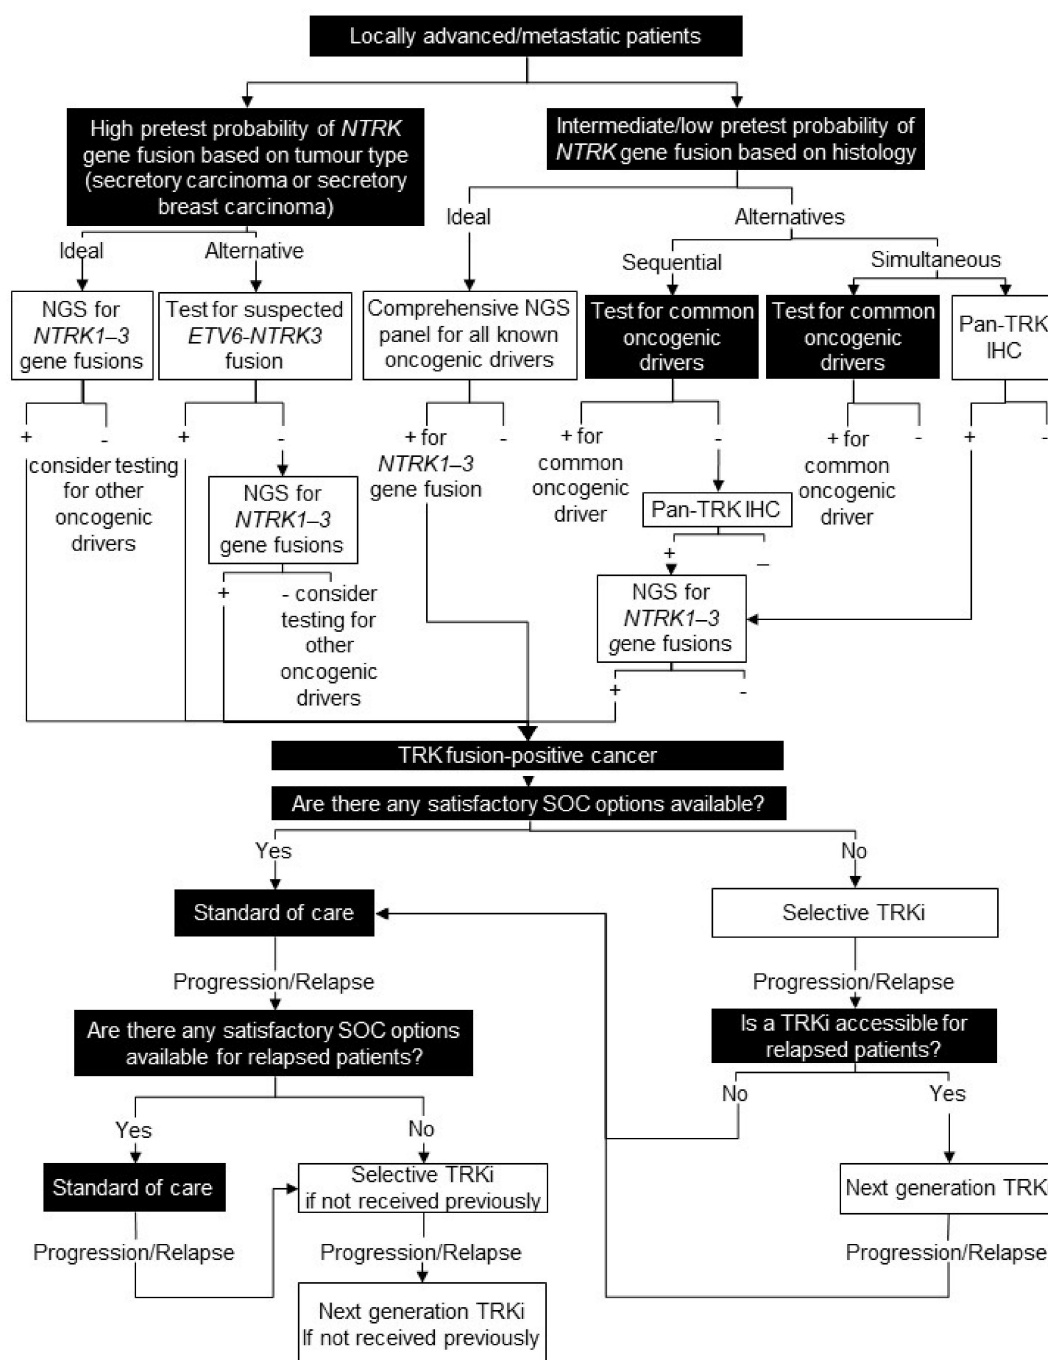 Locally advanced/metastatic patients
High pretest probability of NTRK
gene fusion based on tumour type
(secretory carcinoma or secretory
breast carcinoma)
Intermediate/low pretest probability of
NTRK gene fusion based on histology
Ideal
Alternative
Ideal
Alternatives
Sequential
Simultaneous
NGS for
NTRK1–3
gene fusions
Test for suspected
ETV6-NTRK3
fusion
Comprehensive NGS
panel for all known
oncogenic drivers
Test for common
oncogenic
drivers
Test for common
oncogenic
drivers
Pan-TRK
IHC
+
-
consider testing
for other
oncogenic
drivers
+
-
NGS for
NTRK1–3
gene fusions
+
- consider
testing for
other
oncogenic
drivers
+ for
NTRK1–3
gene fusion
-
+ for
common
oncogenic
driver
-
Pan-TRK IHC
+
–
NGS for
NTRK1–3
gene fusions
+
-
+ for
common
oncogenic
driver
-
+
-
TRK fusion-positive cancer
Are there any satisfactory SOC options available?
Yes
No
Standard of care
Selective TRKi
Progression/Relapse
Progression/Relapse
Are there any satisfactory SOC options
available for relapsed patients?
Is a TRKi accessible for
relapsed patients?
No
Yes
Yes
No
Standard of care
Selective TRKi
if not received previously
Next generation TRKi
Progression/Relapse
Progression/Relapse
Progression/Relapse
Next generation TRKi
If not received previously